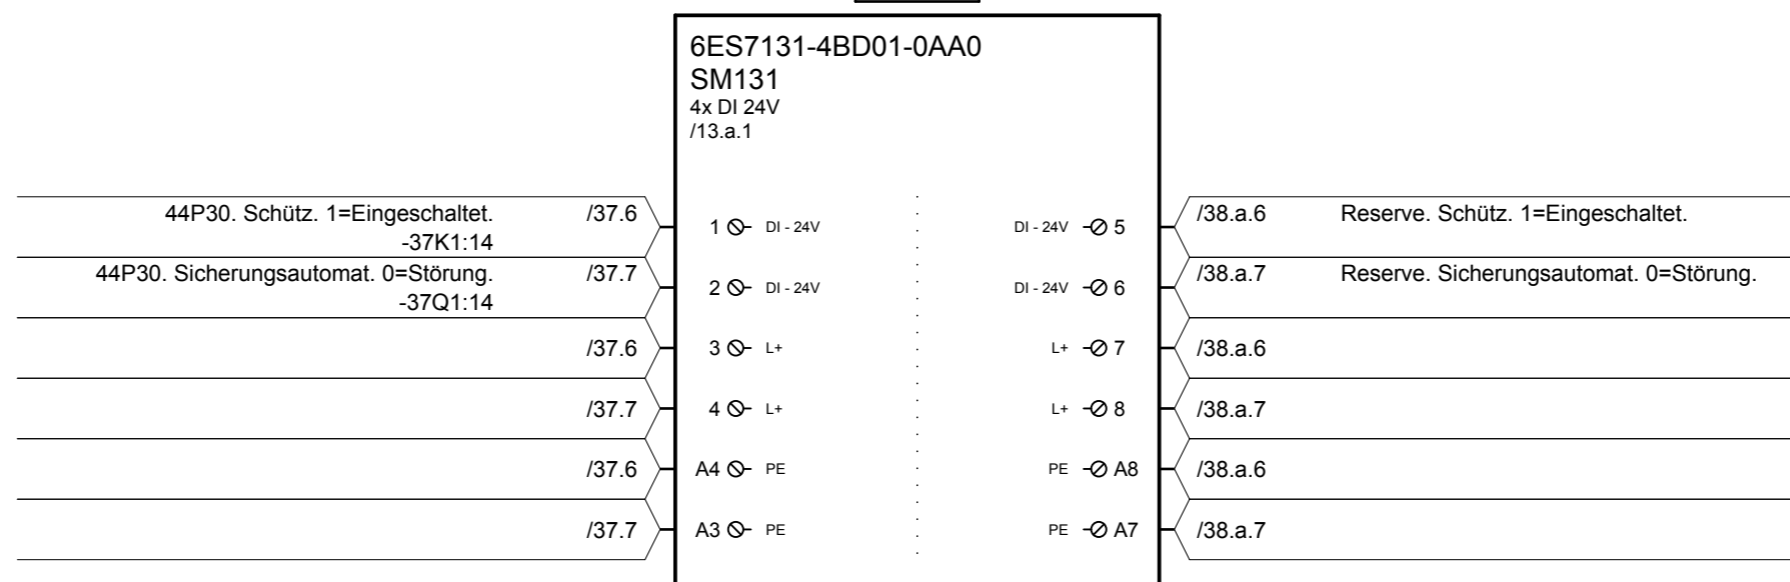 6ES7131-4BD01-0AA0
SM131
4x DI 24V
/13.a.1
44P30. Schütz. 1=Eingeschaltet. /37.6 1 DI - 24V DI - 24V 5 /38.a.6 Reserve. Schütz. 1=Eingeschaltet.
-37K1:14
44P30. Sicherungsautomat. 0=Störung. /37.7 2 DI - 24V DI - 24V 6 /38.a.7 Reserve. Sicherungsautomat. 0=Störung.
-37Q1:14
/37.6 3 L+ L+ 7 /38.a.6
/37.7 4 L+ L+ 8 /38.a.7
/37.6 A4 PE PE A8 /38.a.6
/37.7 A3 PE PE A7 /38.a.7